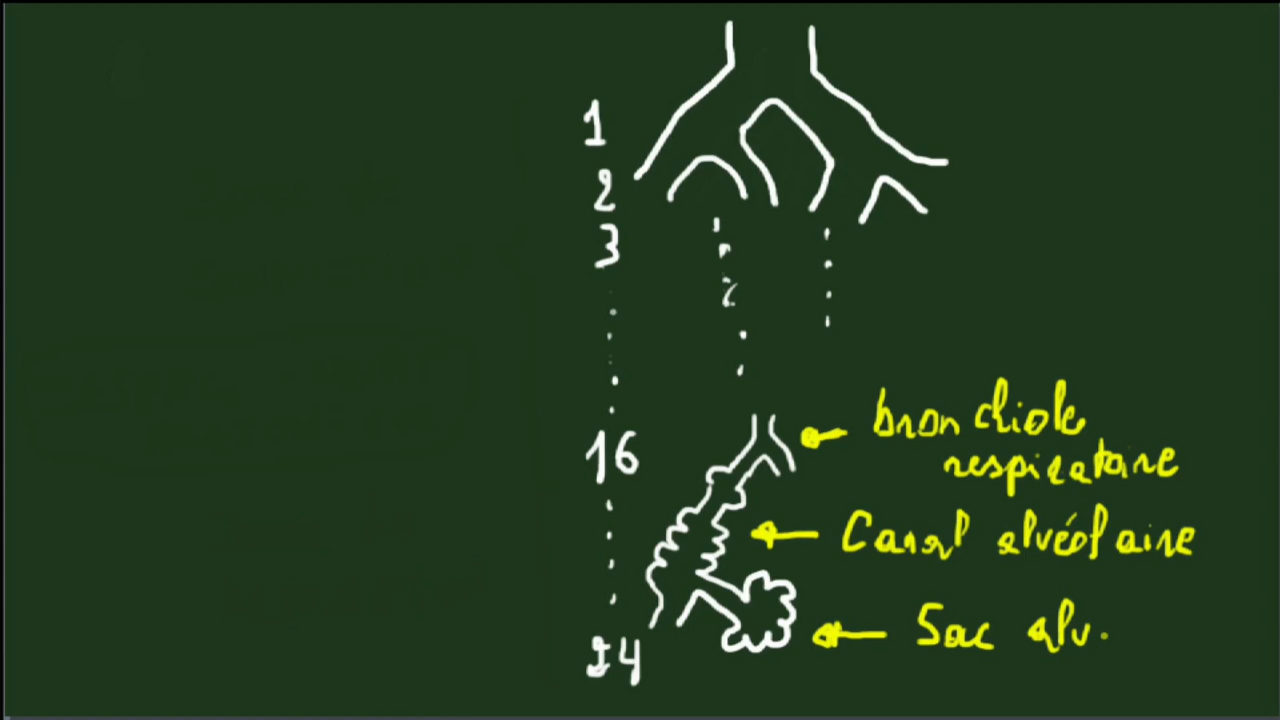 1
2
3
16
bronchiole
respiratoire
Canal alvéolaire
Sac alv.
24